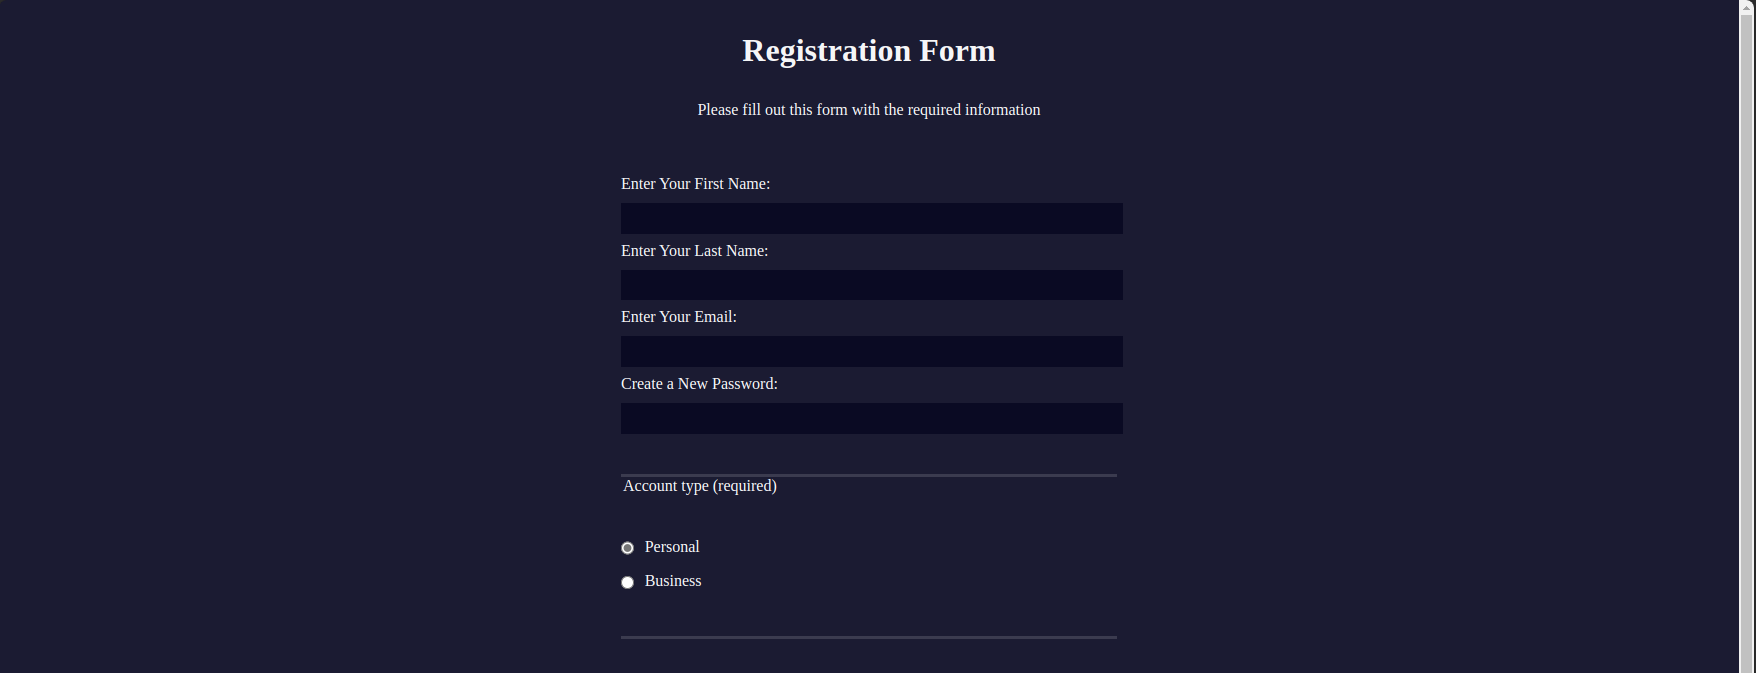 Registration Form
Please fill out this form with the required information
Enter Your First Name:
Enter Your Last Name:
Enter Your Email:
Create a New Password:
Account type (required)
Personal
Business